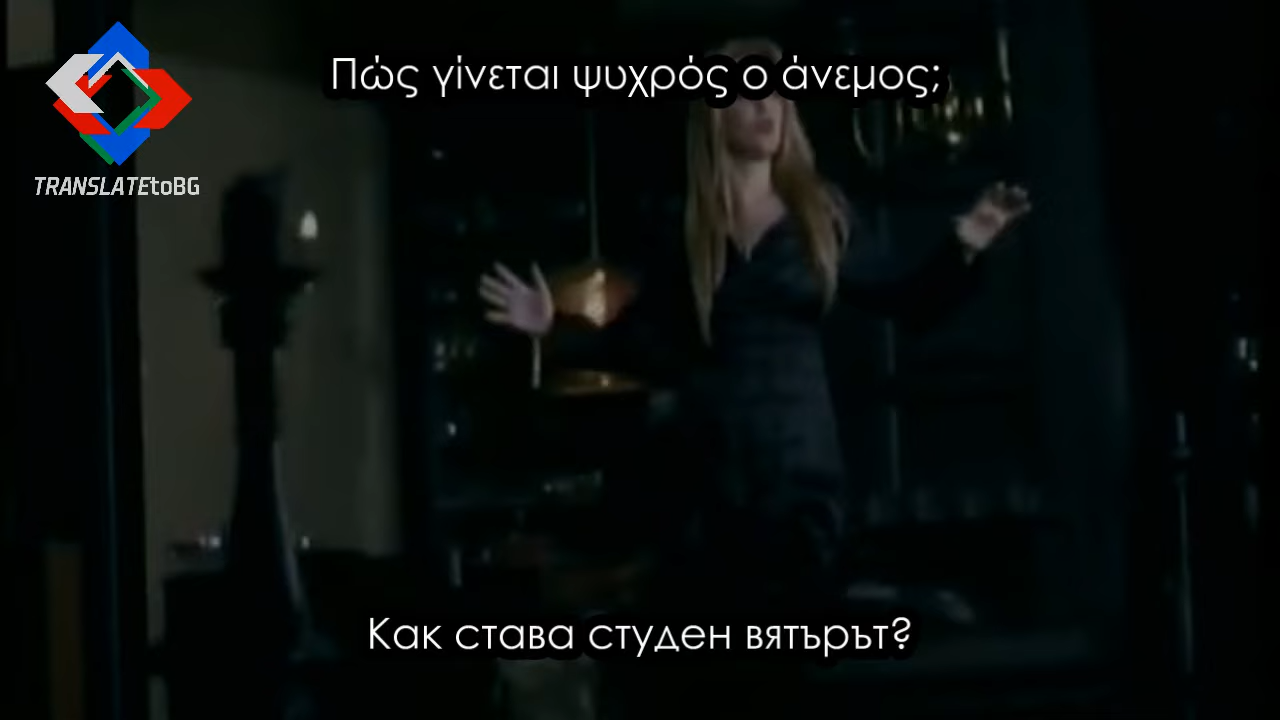 Πώς γίνεται ψυχρός ο άνεμος;
TRANSLATEtoBG
Как става студен вятърът?